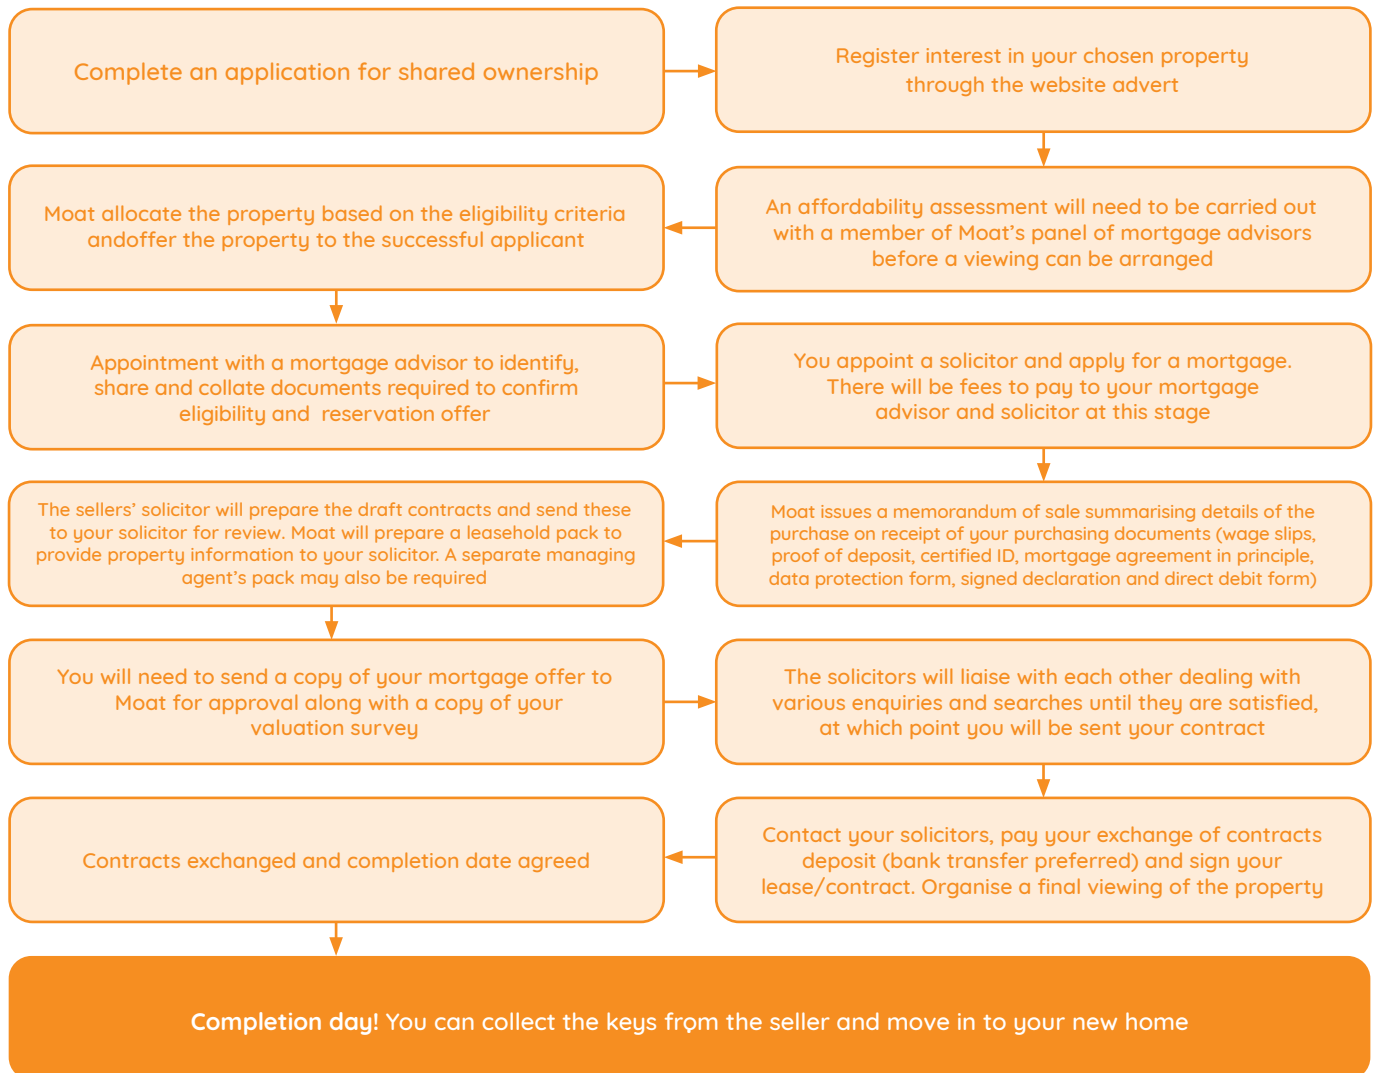 Complete an application for shared ownership
Register interest in your chosen property
through the website advert
An affordability assessment will need to be carried out
with a member of Moat's panel of mortgage advisors
before a viewing can be arranged
Moat allocate the property based on the eligibility criteria
andoffer the property to the successful applicant
Appointment with a mortgage advisor to identify,
share and collate documents required to confirm
eligibility and  reservation offer
You appoint a solicitor and apply for a mortgage.
There will be fees to pay to your mortgage
advisor and solicitor at this stage
Moat issues a memorandum of sale summarising details of the
purchase on receipt of your purchasing documents (wage slips,
proof of deposit, certified ID, mortgage agreement in principle,
data protection form, signed declaration and direct debit form)
The sellers' solicitor will prepare the draft contracts and send these
to your solicitor for review. Moat will prepare a leasehold pack to
provide property information to your solicitor. A separate managing
agent's pack may also be required
You will need to send a copy of your mortgage offer to
Moat for approval along with a copy of your
valuation survey
The solicitors will liaise with each other dealing with
various enquiries and searches until they are satisfied,
at which point you will be sent your contract
Contact your solicitors, pay your exchange of contracts
deposit (bank transfer preferred) and sign your
lease/contract. Organise a final viewing of the property
Contracts exchanged and completion date agreed
Completion day! You can collect the keys from the seller and move in to your new home